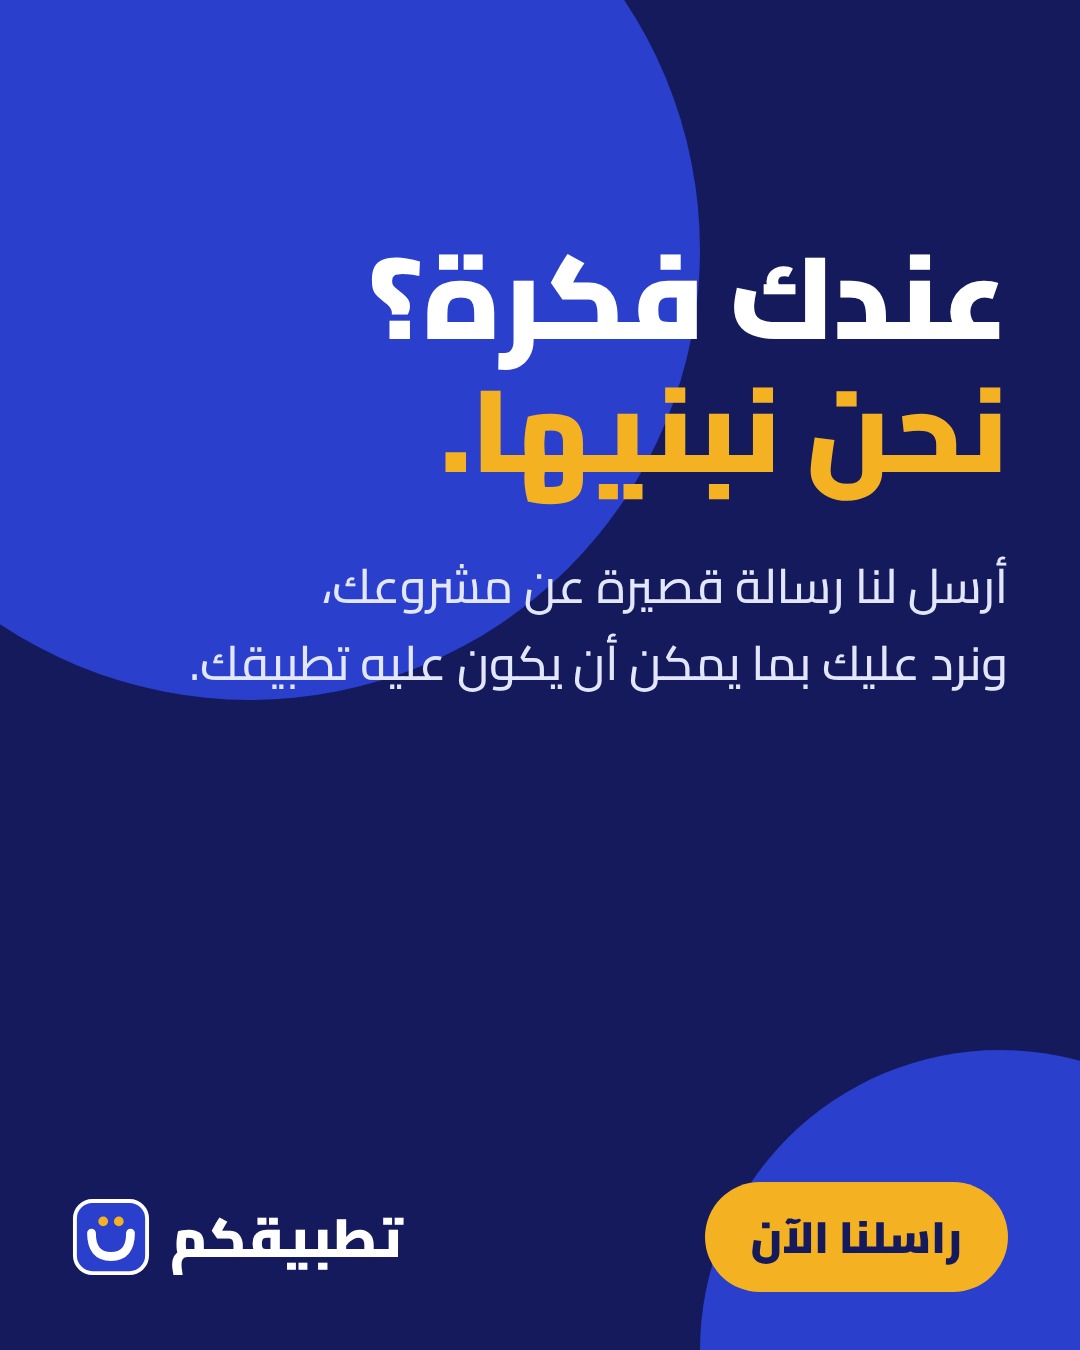 عندك فكرة؟
نحن نبنيها.
أرسل لنا رسالة قصيرة عن مشروعك،
ونرد عليك بما يمكن أن يكون عليه تطبيقك.
راسلنا الآن
تطبيقكم